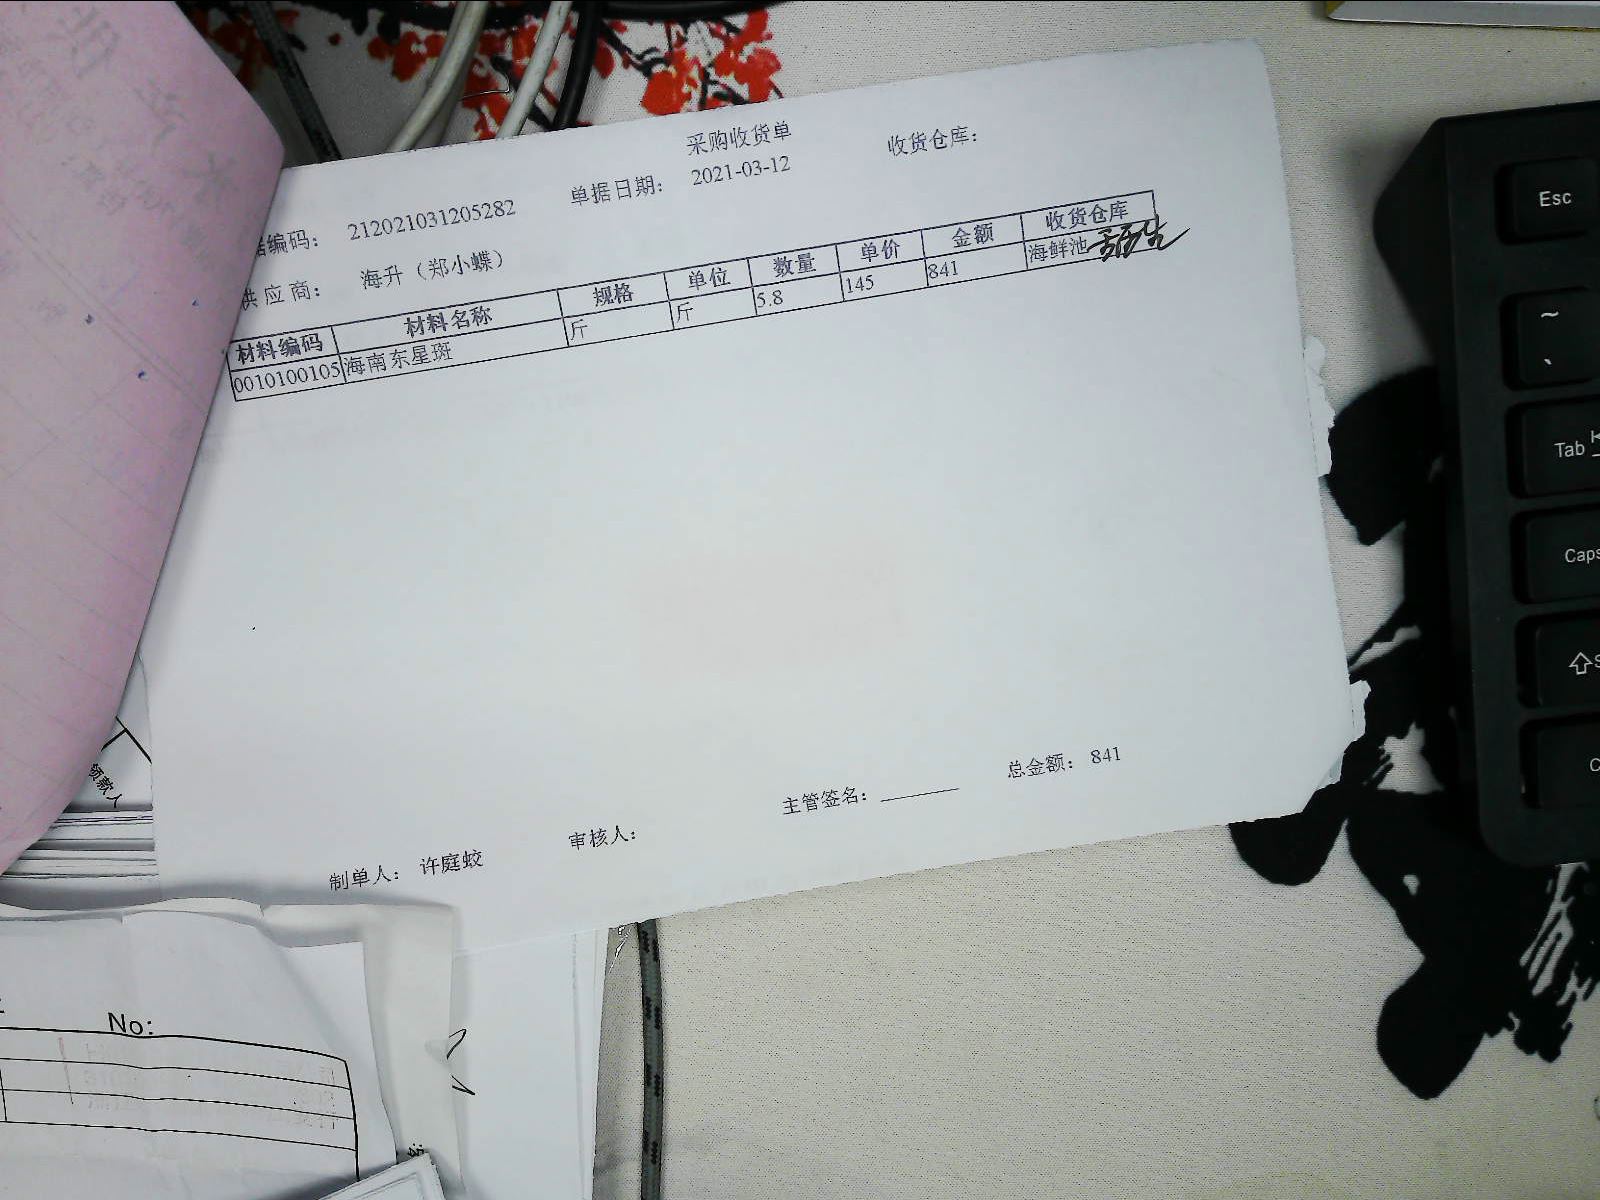 采购收货单
收货仓库：
编码： 212021031205282 单据日期： 2021-03-12
供应商： 海升（郑小蝶）
材料编码 材料名称 规格 单位 数量 单价 金额 收货仓库
0010100105 海南东星斑 斤 斤 5.8 145 841 海鲜池
总金额： 841
主管签名：
审核人：
制单人： 许庭蛟
领款人
No:
Esc
~
、
Tab
Caps